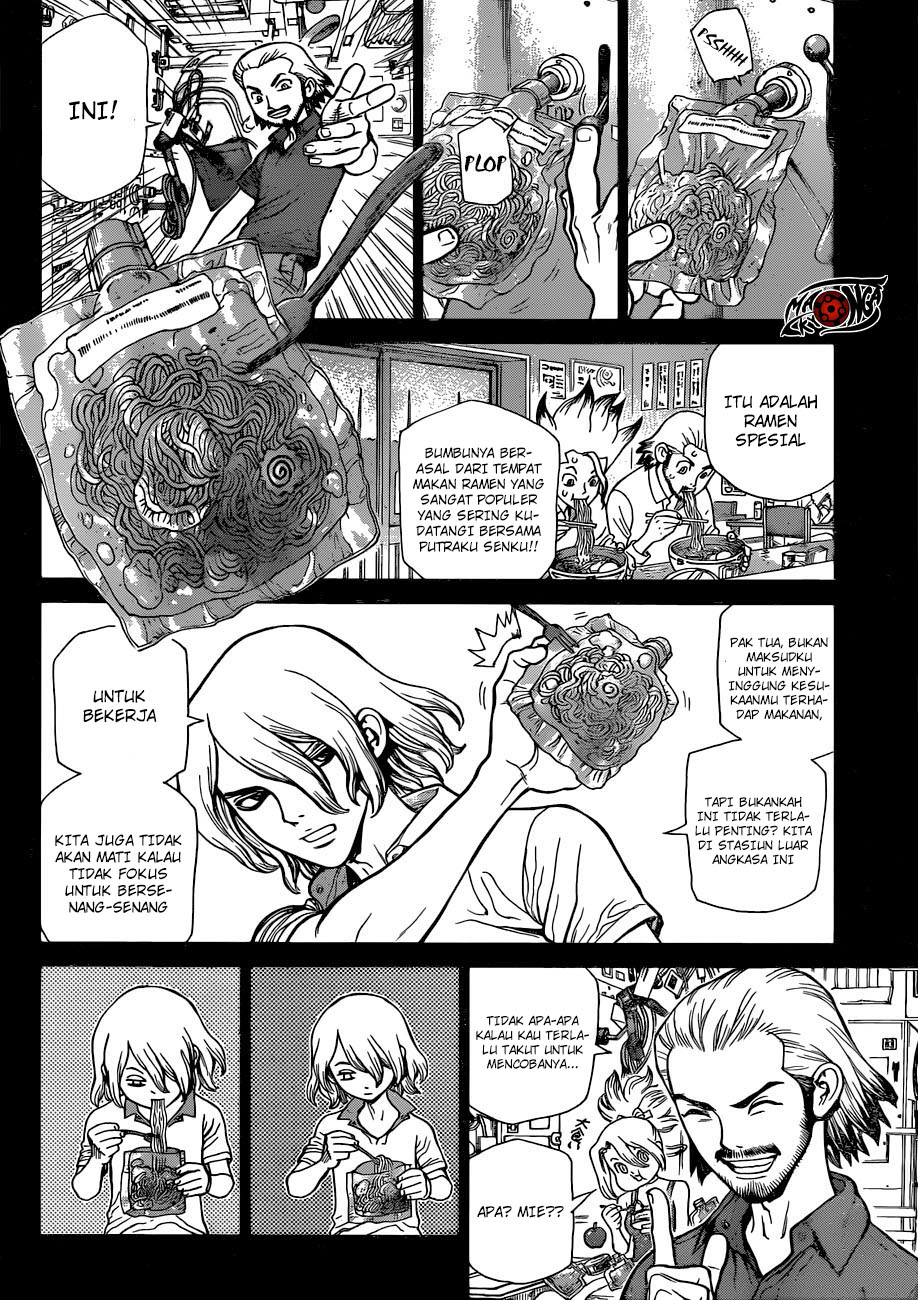 PSSHHH
PLOP
INI!
ITU ADALAH
RAMEN
SPESIAL
BUMBUNYA BER-
ASAL DARI TEMPAT
MAKAN RAMEN YANG
SANGAT POPULER
YANG SERING KU-
DATANGI BERSAMA
PUTRAKU SENKU!!
PAK TUA, BUKAN
MAKSUDKU
UNTUK MENY-
INGGUNG KESU-
KAANMU TERHA-
DAP MAKANAN,
TAPI BUKANKAH
INI TIDAK TERLA-
LU PENTING? KITA
DI STASIUN LUAR
ANGKASA INI
UNTUK
BEKERJA
KITA JUGA TIDAK
AKAN MATI KALAU
TIDAK FOKUS
UNTUK BERSE-
NANG-SENANG
TIDAK APA-APA
KALAU KAU TERLA-
LU TAKUT UNTUK
MENCOBANYA...
APA? MIE??